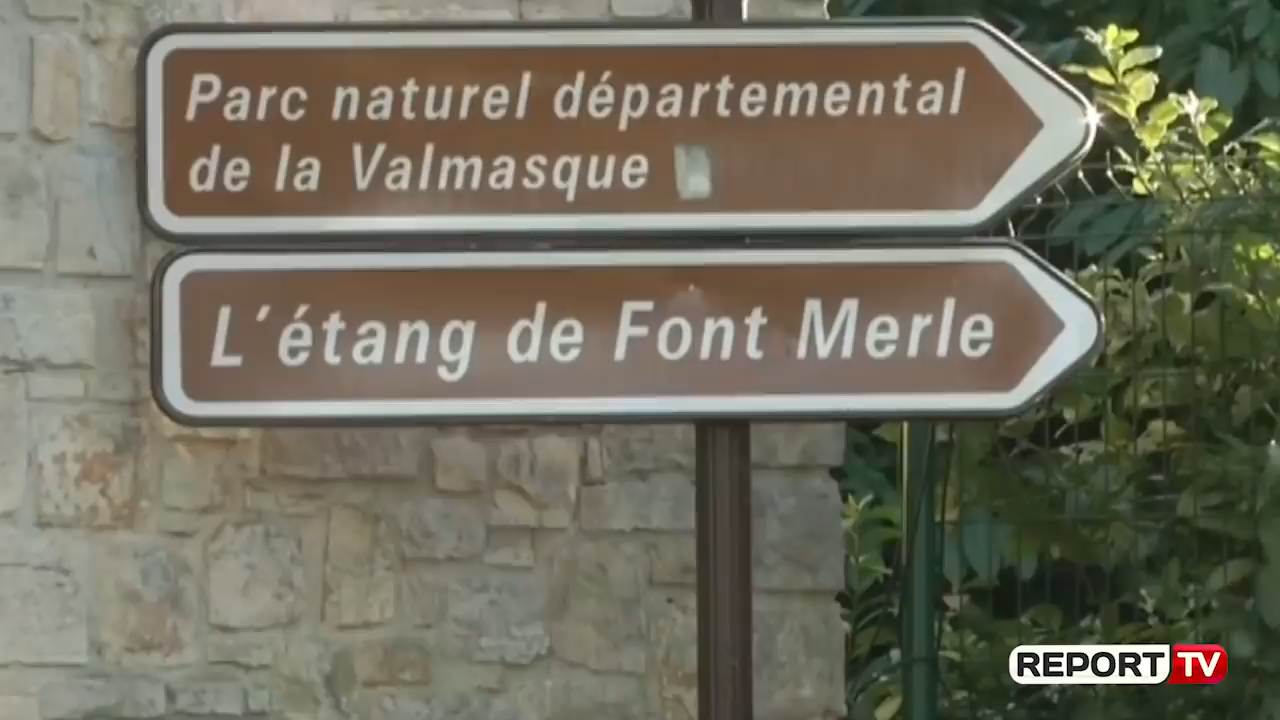 Parc naturel départemental
de la Valmasque
L'étang de Font Merle
REPORT TV